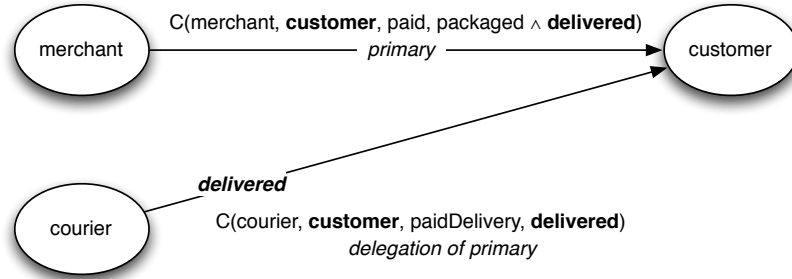 C(merchant, customer, paid, packaged ∧ delivered)
merchant
primary
customer
delivered
courier
C(courier, customer, paidDelivery, delivered)
delegation of primary